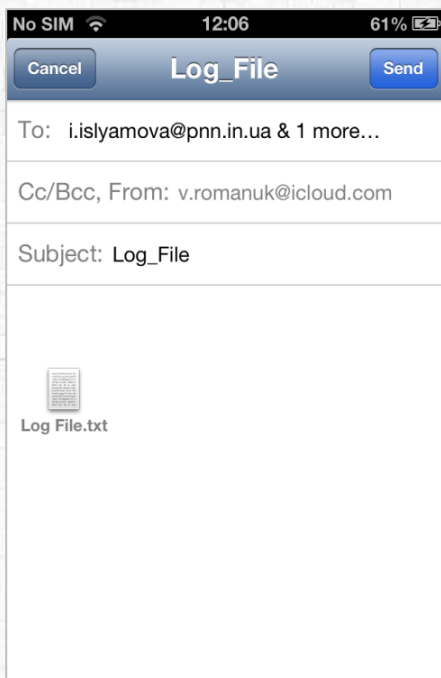 No SIM 12:06 61%
Cancel Log_File Send
To: i.islyamova@pnn.in.ua & 1 more…
Cc/Bcc, From: v.romanuk@icloud.com
Subject: Log_File
Log File.txt